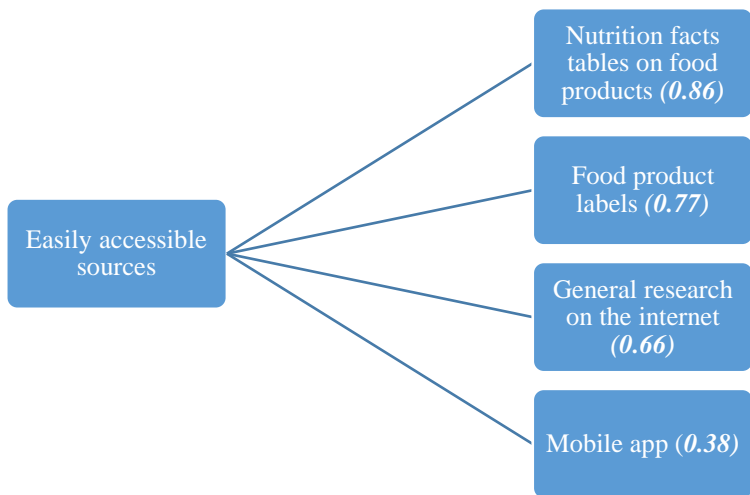 Nutrition facts
tables on food
products (0.86)
Food product
labels (0.77)
Easily accessible
sources
General research
on the internet
(0.66)
Mobile app (0.38)